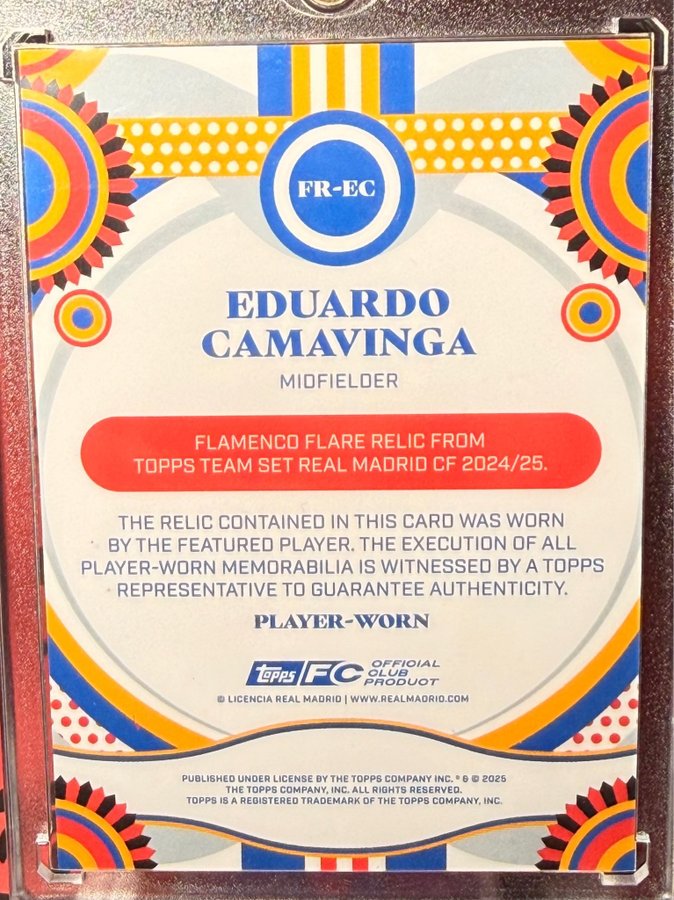 FR-EC
EDUARDO
CAMAVINGA
MIDFIELDER
FLAMENCO FLARE RELIC FROM
TOPPS TEAM SET REAL MADRID CF 2024/25.
THE RELIC CONTAINED IN THIS CARD WAS WORN
BY THE FEATURED PLAYER. THE EXECUTION OF ALL
PLAYER-WORN MEMORABILIA IS WITNESSED BY A TOPPS
REPRESENTATIVE TO GUARANTEE AUTHENTICITY.
PLAYER-WORN
topps FC OFFICIAL
CLUB
PRODUCT
© LICENCIA REAL MADRID | WWW.REALMADRID.COM
PUBLISHED UNDER LICENSE BY THE TOPPS COMPANY INC. ® & © 2025
THE TOPPS COMPANY, INC. ALL RIGHTS RESERVED.
TOPPS IS A REGISTERED TRADEMARK OF THE TOPPS COMPANY, INC.